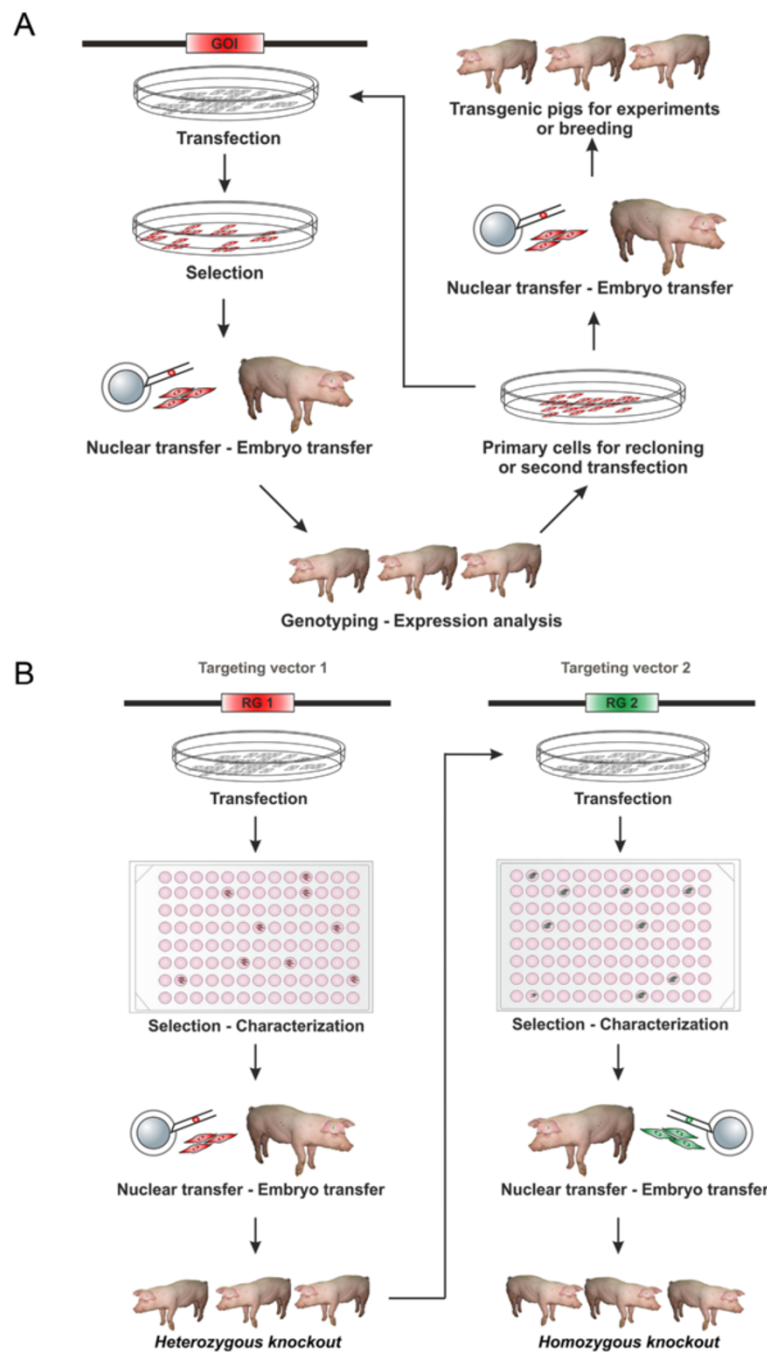 A
GOI
Transfection
Selection
Nuclear transfer - Embryo transfer
Genotyping - Expression analysis
Primary cells for recloning
or second transfection
Nuclear transfer - Embryo transfer
Transgenic pigs for experiments
or breeding
B
Targeting vector 1
RG 1
Transfection
Selection - Characterization
Nuclear transfer - Embryo transfer
Heterozygous knockout
Targeting vector 2
RG 2
Transfection
Selection - Characterization
Nuclear transfer - Embryo transfer
Homozygous knockout